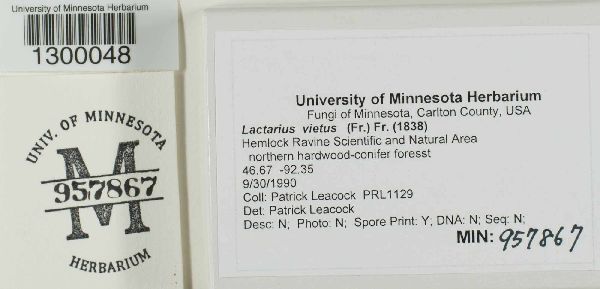 University of Minnesota Herbarium
1300048
UNIV. OF MINNESOTA
M
957867
HERBARIUM
University of Minnesota Herbarium
Fungi of Minnesota, Carlton County, USA
Lactarius vietus (Fr.) Fr. (1838)
Hemlock Ravine Scientific and Natural Area
northern hardwood-conifer foresst
46.67 -92.35
9/30/1990
Coll: Patrick Leacock PRL1129
Det: Patrick Leacock
Desc: N; Photo: N; Spore Print: Y; DNA: N; Seq: N;
MIN: 957867